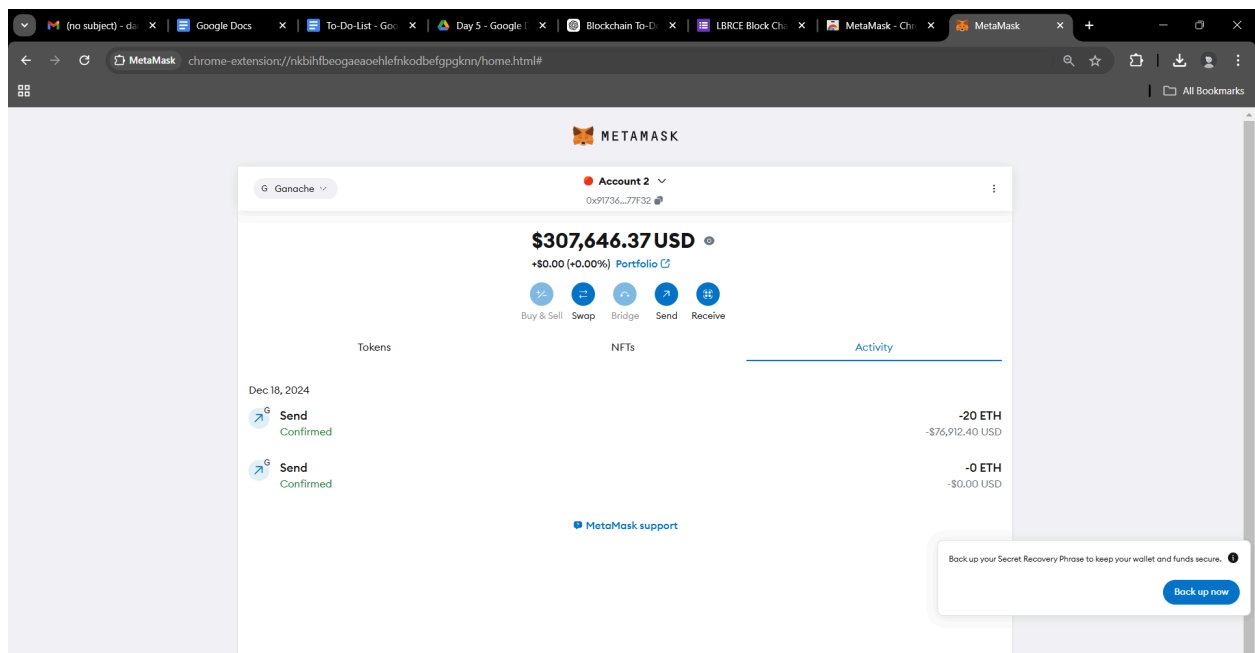 (no subject) - da
Google Docs
To-Do-List - Goo
Day 5 - Google D
Blockchain To-Do
LBRCE Block Cha
MetaMask - Chr
MetaMask
MetaMask
chrome-extension://nkbihfbeogaeaoehlefnkodbefgpgknn/home.html#
All Bookmarks
METAMASK
G Ganache
Account 2
0x91736...77F32
$307,646.37 USD
+$0.00 (+0.00%) Portfolio
Buy & Sell Swap Bridge Send Receive
Tokens NFTs Activity
Dec 18, 2024
G Send -20 ETH
Confirmed -$76,912.40 USD
G Send -0 ETH
Confirmed -$0.00 USD
MetaMask support
Back up your Secret Recovery Phrase to keep your wallet and funds secure.
Back up now